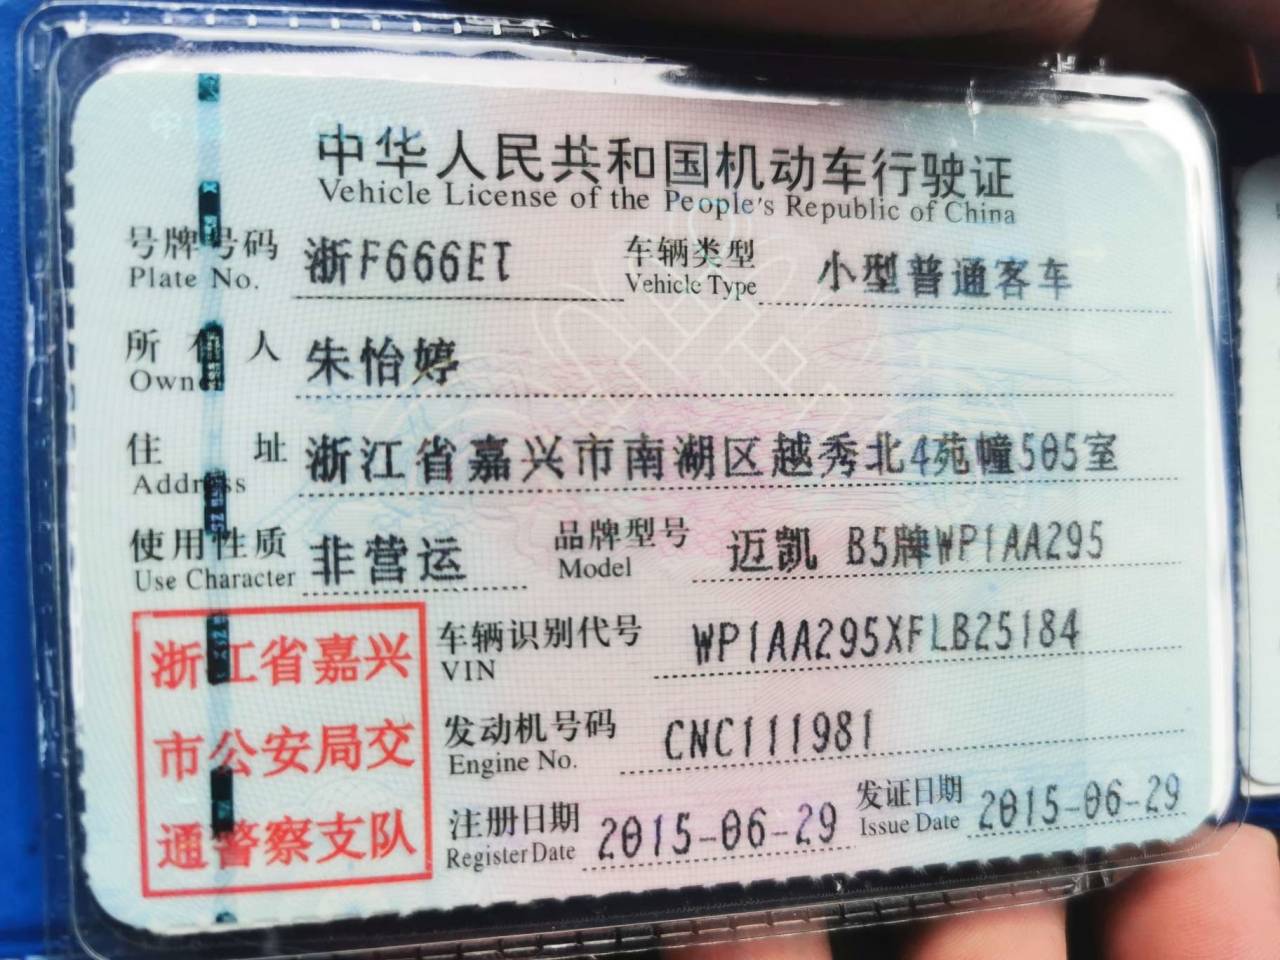 中华人民共和国机动车行驶证
Vehicle License of the People's Republic of China
号牌号码 浙F666ET 车辆类型 小型普通客车
Plate No. Vehicle Type
所有人 朱怡婷
Owner
住址 浙江省嘉兴市南湖区越秀北4苑幢505室
Address
使用性质 非营运 品牌型号 迈凯 B5牌WP1AA295
Use Character Model
车辆识别代号 WP1AA295XFLB25184
VIN
发动机号码 CNC111981
Engine No.
注册日期 2015-06-29 发证日期 2015-06-29
Register Date Issue Date
浙江省嘉兴
市公安局交
通警察支队